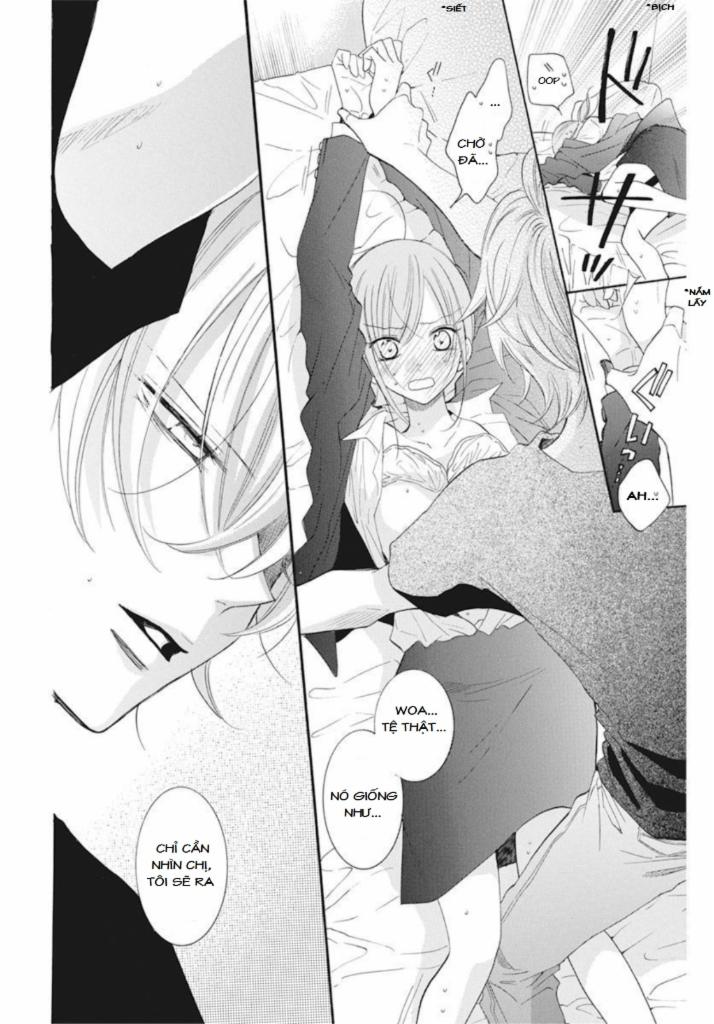 *BỊCH
OOP
*NẮM
LẤY
AH...
*SIẾT
...
CHỜ
ĐÃ...
WOA...
TỆ THẬT...
NÓ GIỐNG
NHƯ...
CHỈ CẦN
NHÌN CHỊ,
TÔI SẼ RA